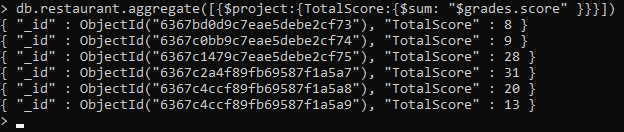 > db.restaurant.aggregate([{$project:{TotalScore:{$sum: "$grades.score" }}}])
{ "_id" : ObjectId("6367bd0d9c7eae5debe2cf73"), "TotalScore" : 8 }
{ "_id" : ObjectId("6367c0bb9c7eae5debe2cf74"), "TotalScore" : 9 }
{ "_id" : ObjectId("6367c1479c7eae5debe2cf75"), "TotalScore" : 28 }
{ "_id" : ObjectId("6367c2a4f89fb69587f1a5a7"), "TotalScore" : 31 }
{ "_id" : ObjectId("6367c4ccf89fb69587f1a5a8"), "TotalScore" : 20 }
{ "_id" : ObjectId("6367c4ccf89fb69587f1a5a9"), "TotalScore" : 13 }
>